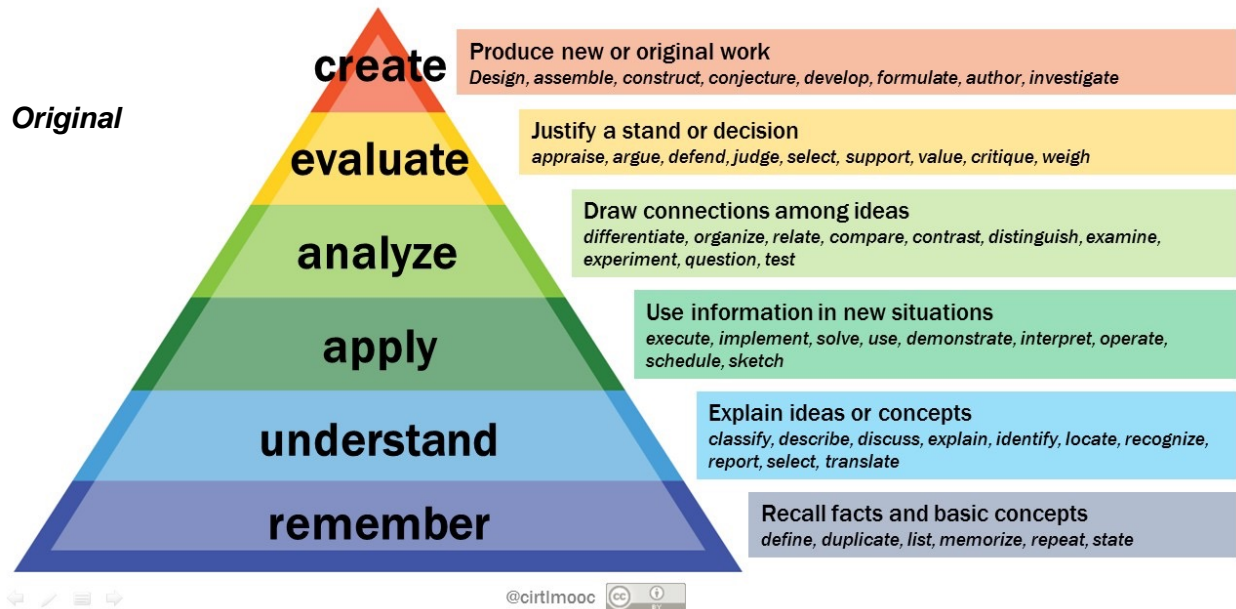 create
Produce new or original work
Design, assemble, construct, conjecture, develop, formulate, author, investigate
Original
evaluate
Justify a stand or decision
appraise, argue, defend, judge, select, support, value, critique, weigh
analyze
Draw connections among ideas
differentiate, organize, relate, compare, contrast, distinguish, examine,
experiment, question, test
apply
Use information in new situations
execute, implement, solve, use, demonstrate, interpret, operate,
schedule, sketch
understand
Explain ideas or concepts
classify, describe, discuss, explain, identify, locate, recognize,
report, select, translate
remember
Recall facts and basic concepts
define, duplicate, list, memorize, repeat, state
@cirtlmooc
cc
BY